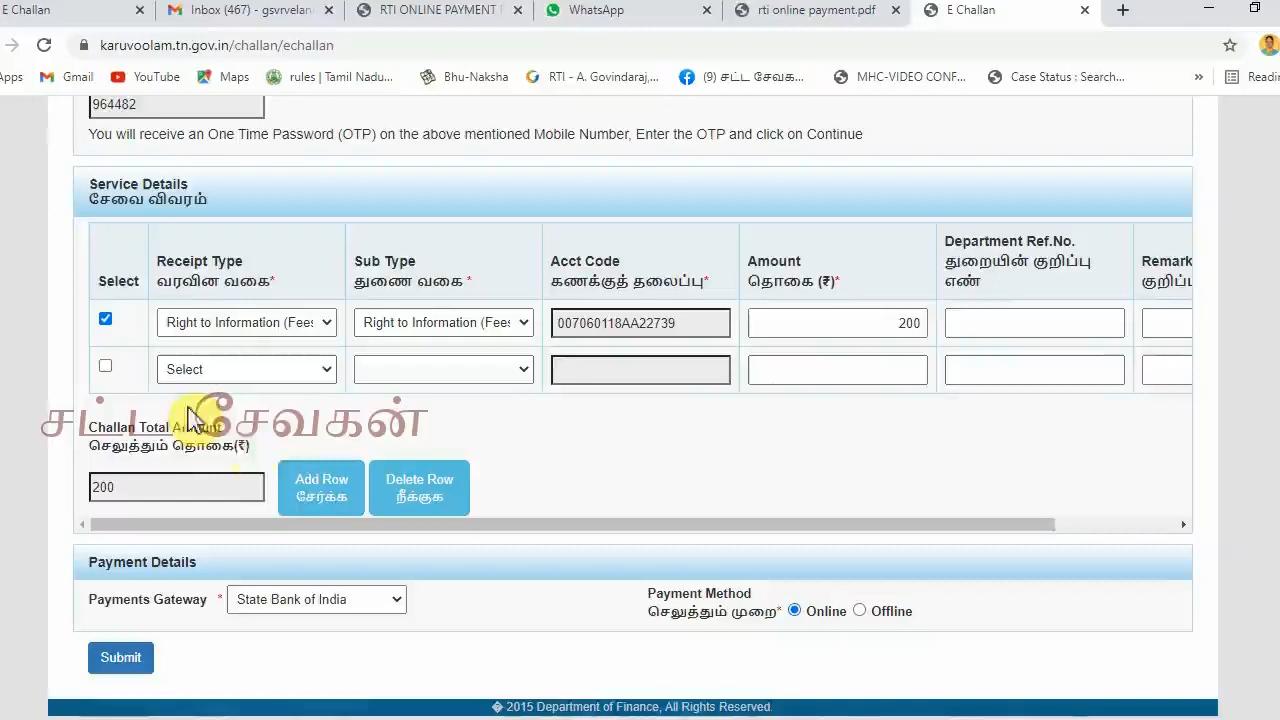 E Challan
Inbox (467) - gsvrvelan
RTI ONLINE PAYMENT
WhatsApp
rti online payment.pdf
E Challan
karuvoolam.tn.gov.in/challan/echallan
Apps
Gmail
YouTube
Maps
rules | Tamil Nadu...
Bhu-Naksha
RTI - A. Govindaraj,...
(9) சட்ட சேவக...
MHC-VIDEO CONF...
Case Status : Search...
»
Readin
964482
You will receive an One Time Password (OTP) on the above mentioned Mobile Number, Enter the OTP and click on Continue
Service Details
சேவை விவரம்
Select
Receipt Type
வரவின வகை*
Sub Type
துணை வகை *
Acct Code
கணக்குத் தலைப்பு*
Amount
தொகை (₹)*
Department Ref.No.
துறையின் குறிப்பு
எண்
Remark
குறிப்ப
Right to Information (Fees
Right to Information (Fees
007060118AA22739
200
Select
சட்ட சேவகன்
Challan Total Amount
செலுத்தும் தொகை(₹)
200
Add Row
சேர்க்க
Delete Row
நீக்குக
Payment Details
Payments Gateway *
State Bank of India
Payment Method
செலுத்தும் முறை*
Online
Offline
Submit
� 2015 Department of Finance, All Rights Reserved.